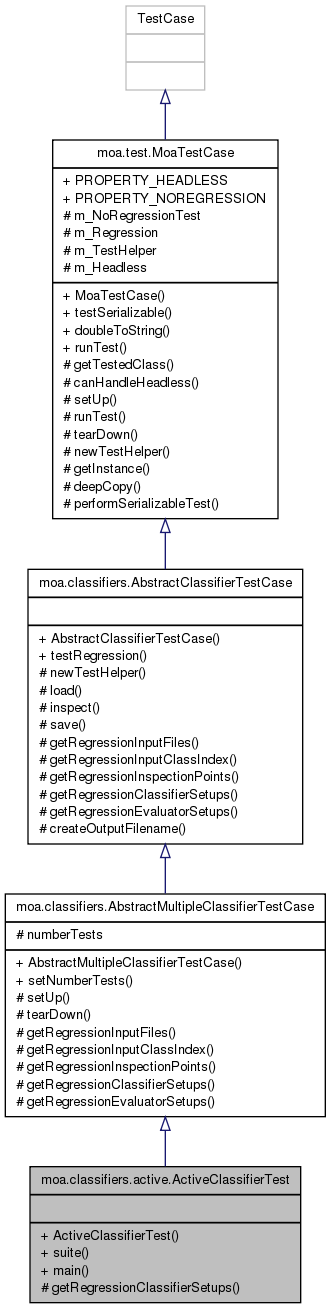 TestCase
moa.test.MoaTestCase
+ PROPERTY_HEADLESS
+ PROPERTY_NOREGRESSION
# m_NoRegressionTest
# m_Regression
# m_TestHelper
# m_Headless
+ MoaTestCase()
+ testSerializable()
+ doubleToString()
+ runTest()
# getTestedClass()
# canHandleHeadless()
# setUp()
# runTest()
# tearDown()
# newTestHelper()
# getInstance()
# deepCopy()
# performSerializableTest()
moa.classifiers.AbstractClassifierTestCase
+ AbstractClassifierTestCase()
+ testRegression()
# newTestHelper()
# load()
# inspect()
# save()
# getRegressionInputFiles()
# getRegressionInputClassIndex()
# getRegressionInspectionPoints()
# getRegressionClassifierSetups()
# getRegressionEvaluatorSetups()
# createOutputFilename()
moa.classifiers.AbstractMultipleClassifierTestCase
# numberTests
+ AbstractMultipleClassifierTestCase()
+ setNumberTests()
# setUp()
# tearDown()
# getRegressionInputFiles()
# getRegressionInputClassIndex()
# getRegressionInspectionPoints()
# getRegressionClassifierSetups()
# getRegressionEvaluatorSetups()
moa.classifiers.active.ActiveClassifierTest
+ ActiveClassifierTest()
+ suite()
+ main()
# getRegressionClassifierSetups()